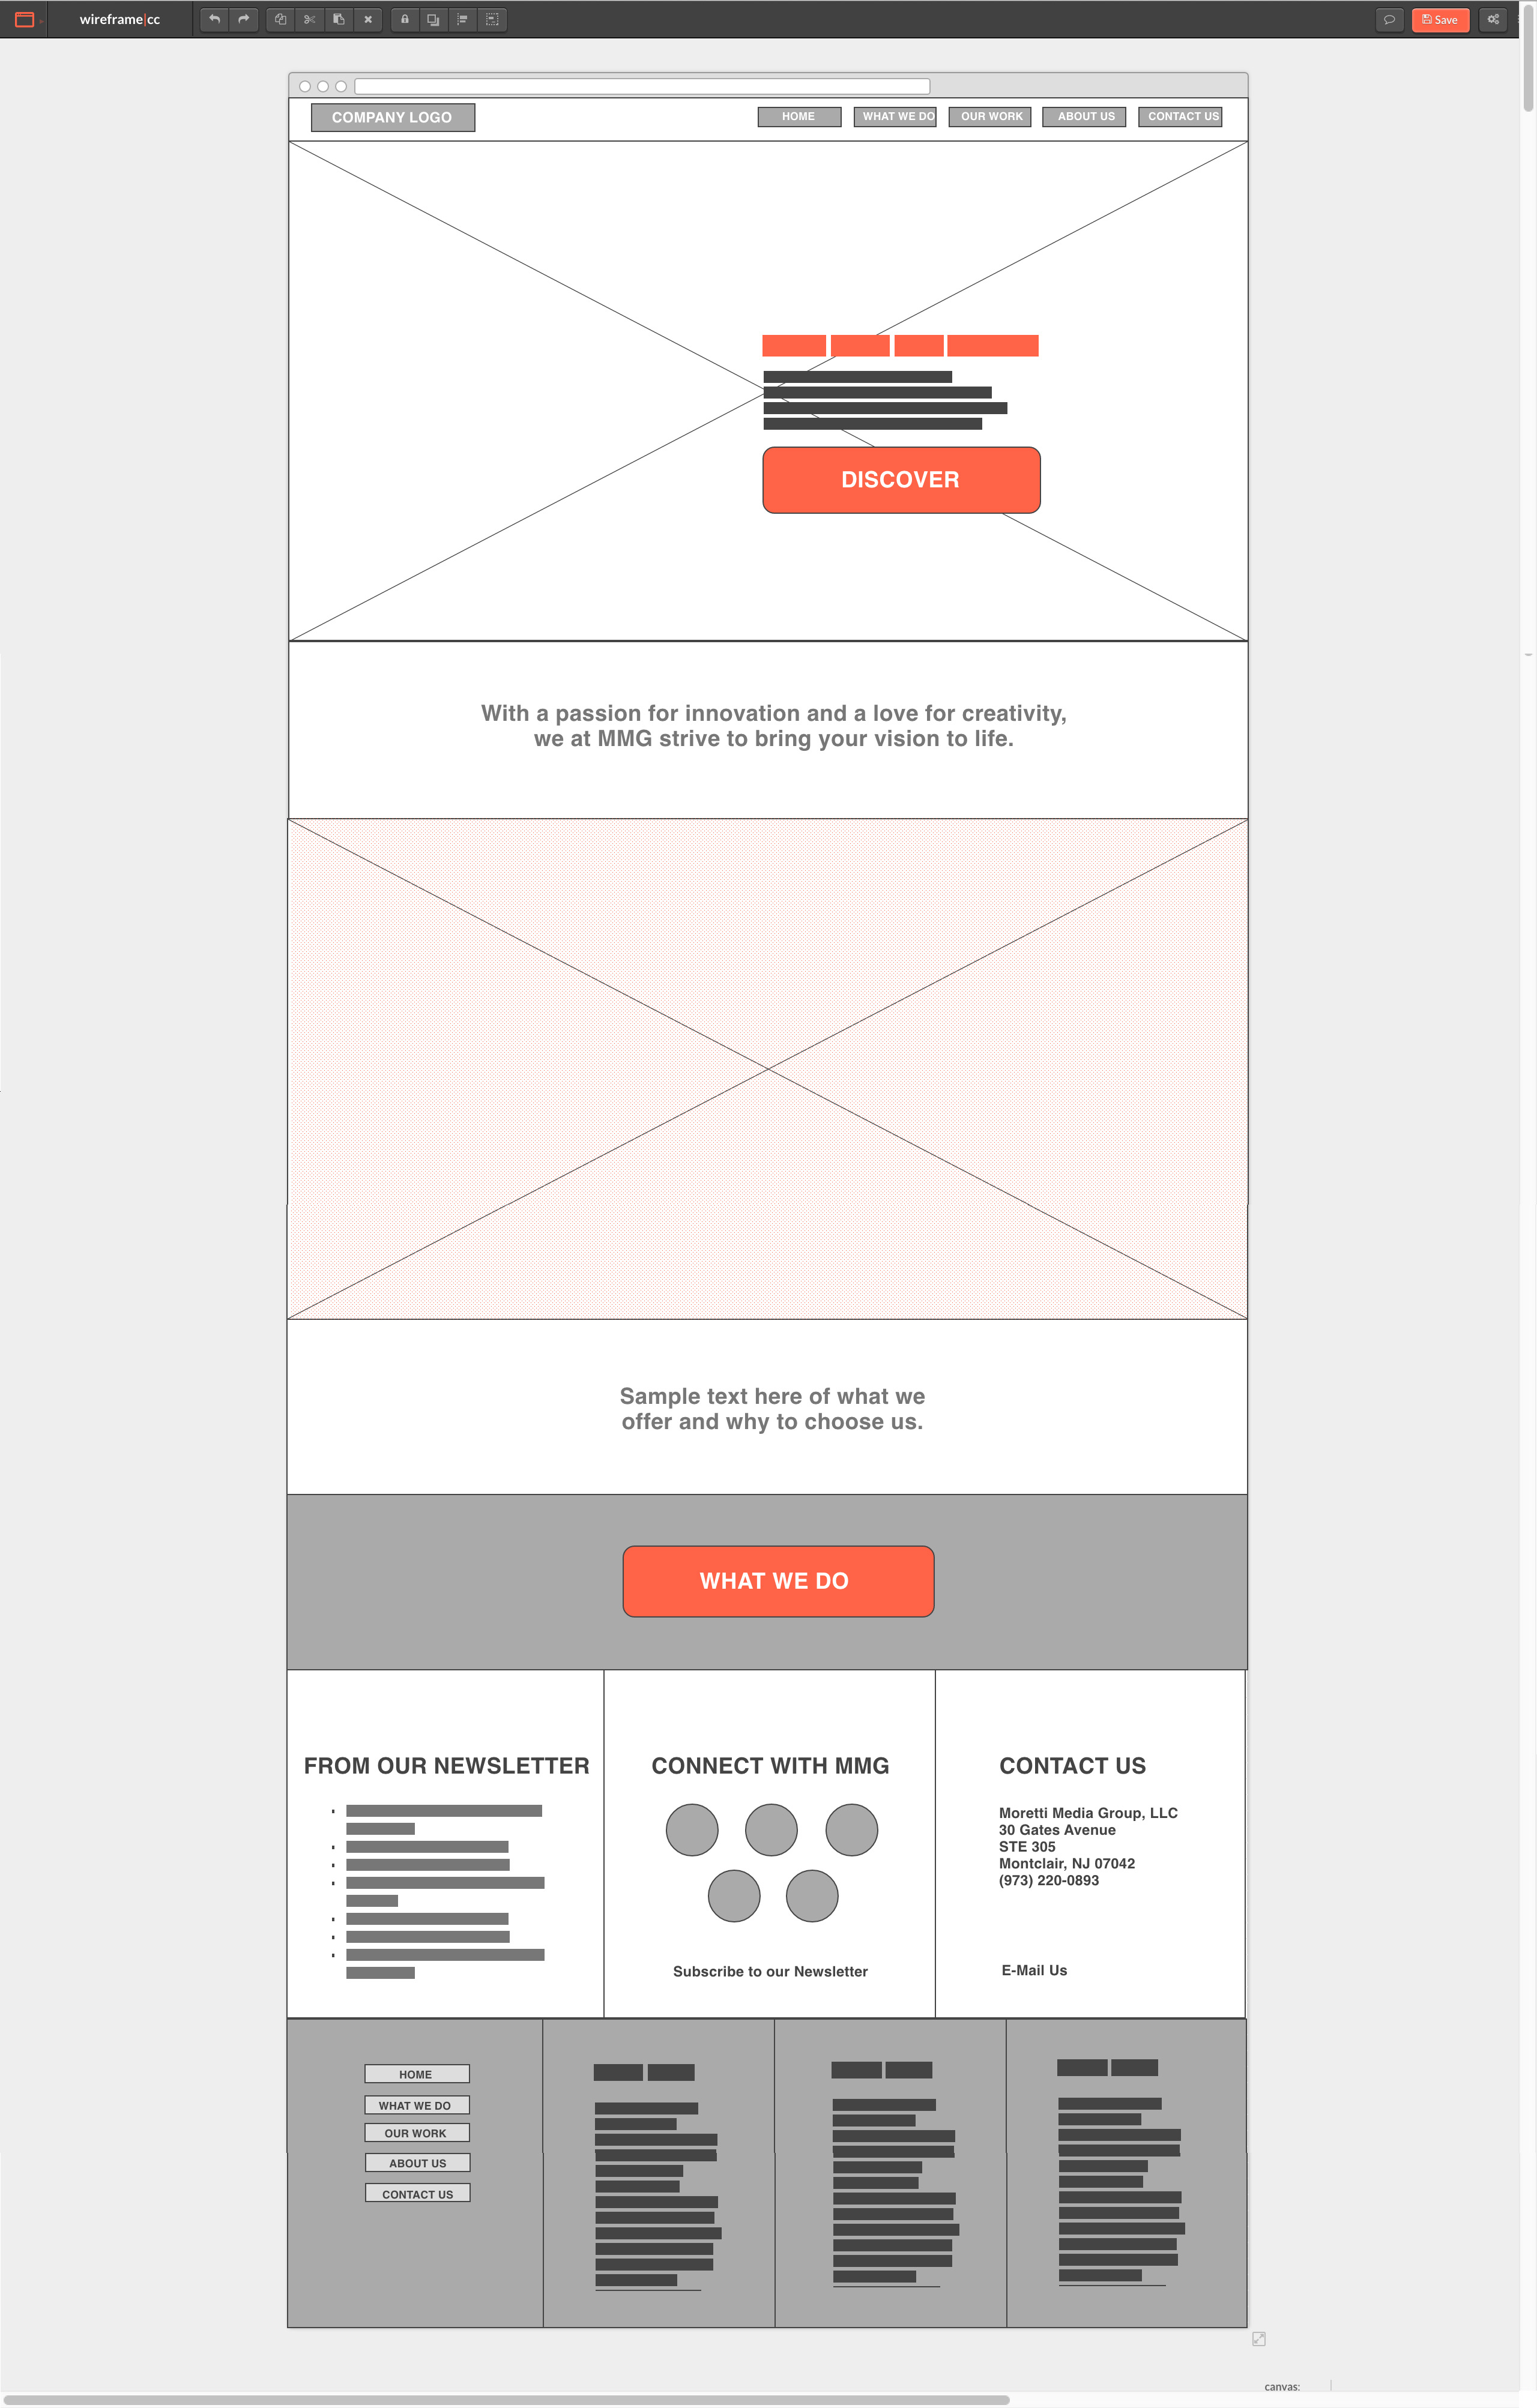 wireframe|cc
Save
COMPANY LOGO
HOME
WHAT WE DO
OUR WORK
ABOUT US
CONTACT US
DISCOVER
With a passion for innovation and a love for creativity,
we at MMG strive to bring your vision to life.
Sample text here of what we
offer and why to choose us.
WHAT WE DO
FROM OUR NEWSLETTER
CONNECT WITH MMG
Subscribe to our Newsletter
CONTACT US
Moretti Media Group, LLC
30 Gates Avenue
STE 305
Montclair, NJ 07042
(973) 220-0893
E-Mail Us
HOME
WHAT WE DO
OUR WORK
ABOUT US
CONTACT US
canvas: